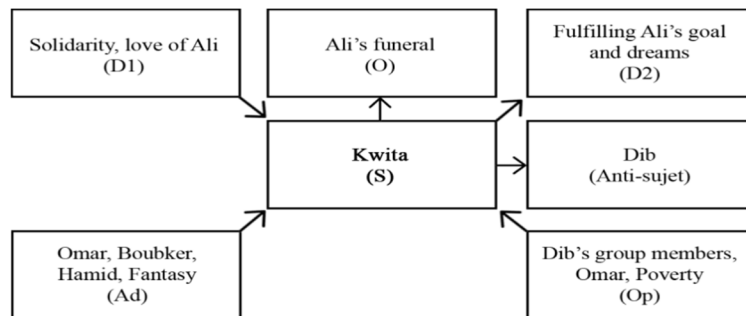 Solidarity, love of Ali
(D1)
Ali’s funeral
(O)
Fulfilling Ali’s goal
and dreams
(D2)
Kwita
(S)
Dib
(Anti-sujet)
Omar, Boubker,
Hamid, Fantasy
(Ad)
Dib’s group members,
Omar, Poverty
(Op)